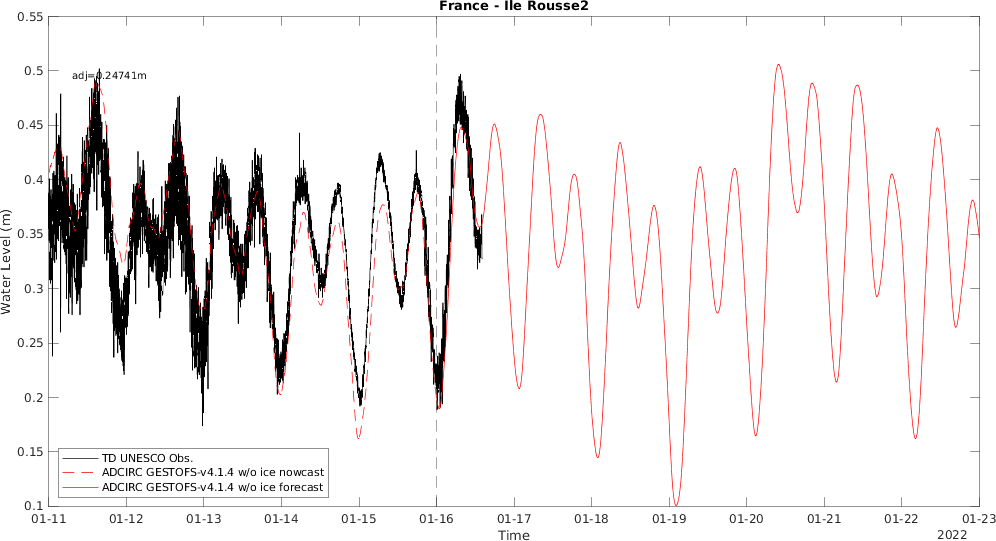 France - Ile Rousse2
adj=0.24741m
Water Level (m)
0.55
0.5
0.45
0.4
0.35
0.3
0.25
0.2
0.15
0.1
TD UNESCO Obs.
ADCIRC GESTOFS-v4.1.4 w/o ice nowcast
ADCIRC GESTOFS-v4.1.4 w/o ice forecast
01-11 01-12 01-13 01-14 01-15 01-16 01-17 01-18 01-19 01-20 01-21 01-22 01-23
Time
2022